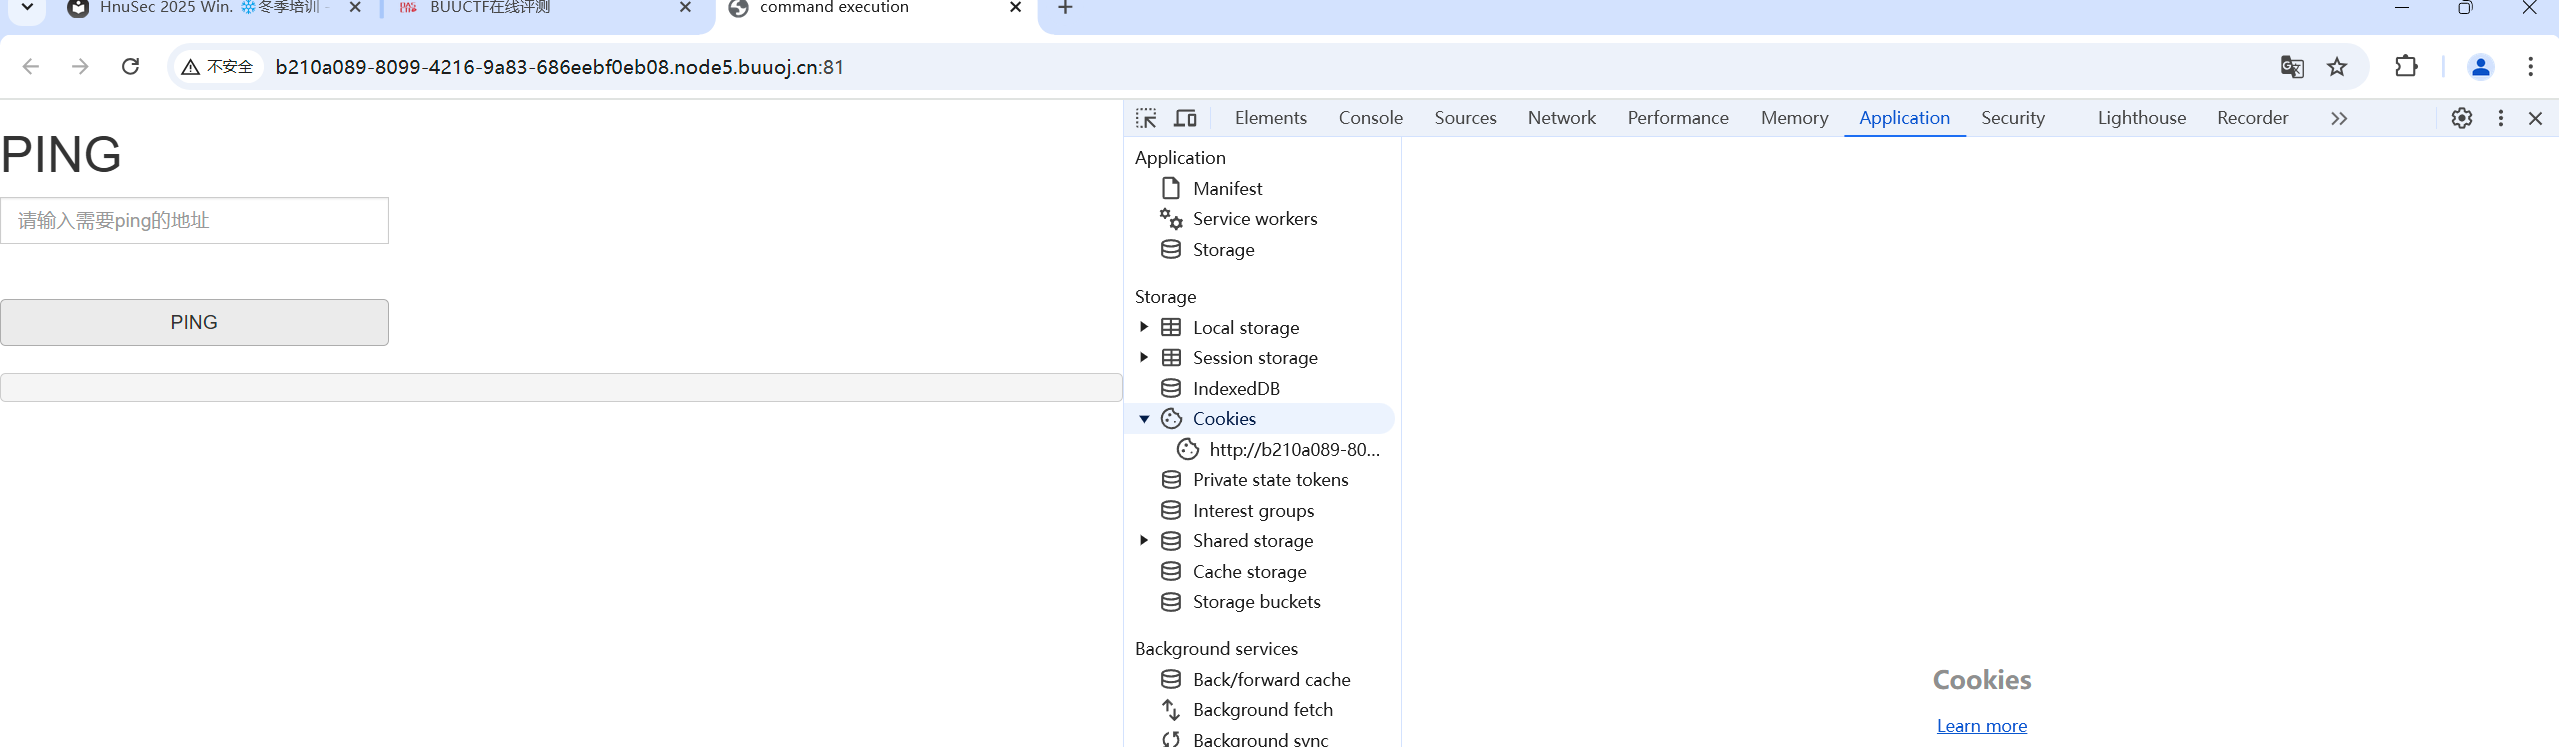 HnuSec 2025 Win. ❄️冬季培训 -
BUUCTF在线评测
command execution
不安全
b210a089-8099-4216-9a83-686eebf0eb08.node5.buuoj.cn:81
PING
请输入需要ping的地址
PING
Elements
Console
Sources
Network
Performance
Memory
Application
Security
Lighthouse
Recorder
Application
Manifest
Service workers
Storage
Storage
Local storage
Session storage
IndexedDB
Cookies
http://b210a089-80...
Private state tokens
Interest groups
Shared storage
Cache storage
Storage buckets
Background services
Back/forward cache
Background fetch
Background sync
Cookies
Learn more